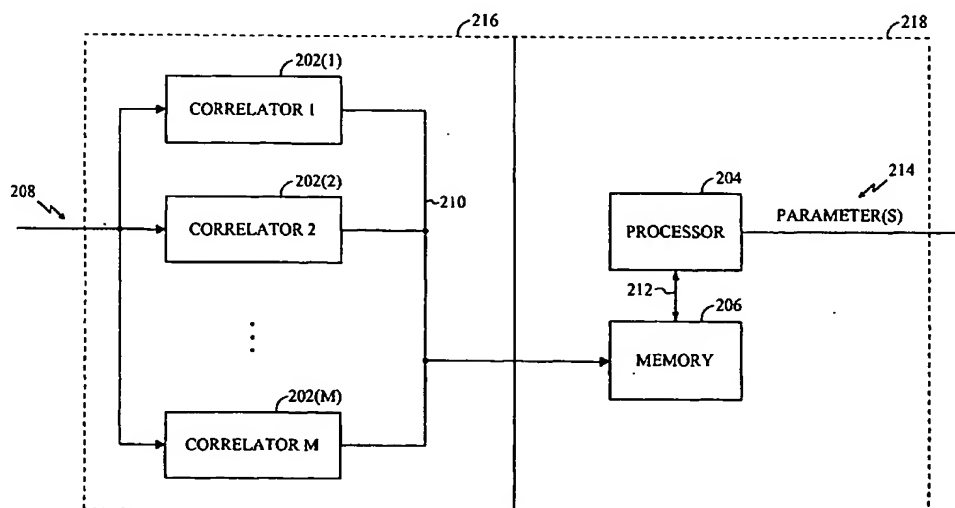 216
218
202(1)
CORRELATOR 1
202(2)
204
214
208
210
PARAMETER(S)
CORRELATOR 2
PROCESSOR
212
206
MEMORY
202(M)
CORRELATOR M